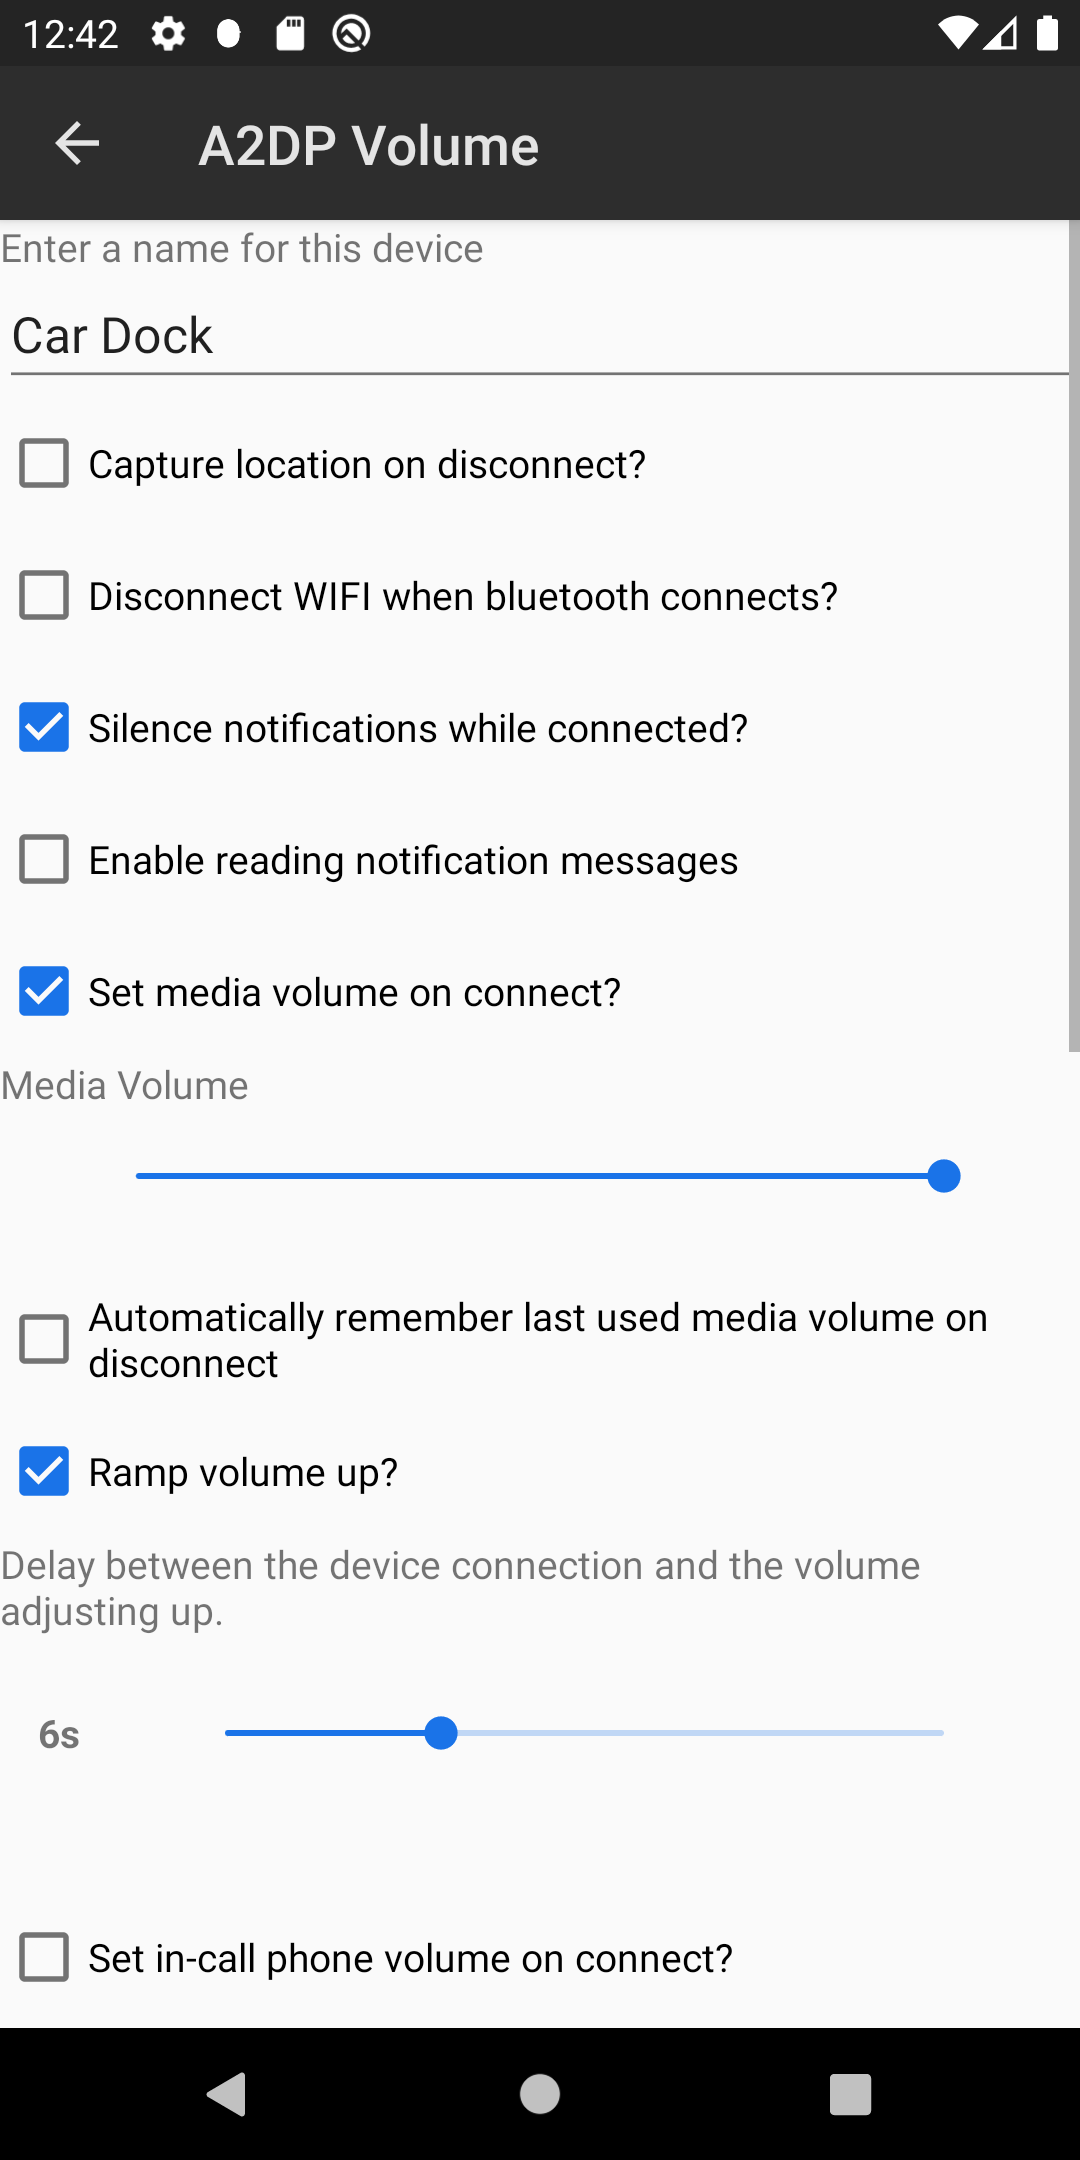 12:42
A2DP Volume
Enter a name for this device
Car Dock
Capture location on disconnect?
Disconnect WIFI when bluetooth connects?
Silence notifications while connected?
Enable reading notification messages
Set media volume on connect?
Media Volume
Automatically remember last used media volume on
disconnect
Ramp volume up?
Delay between the device connection and the volume
adjusting up.
6s
Set in-call phone volume on connect?